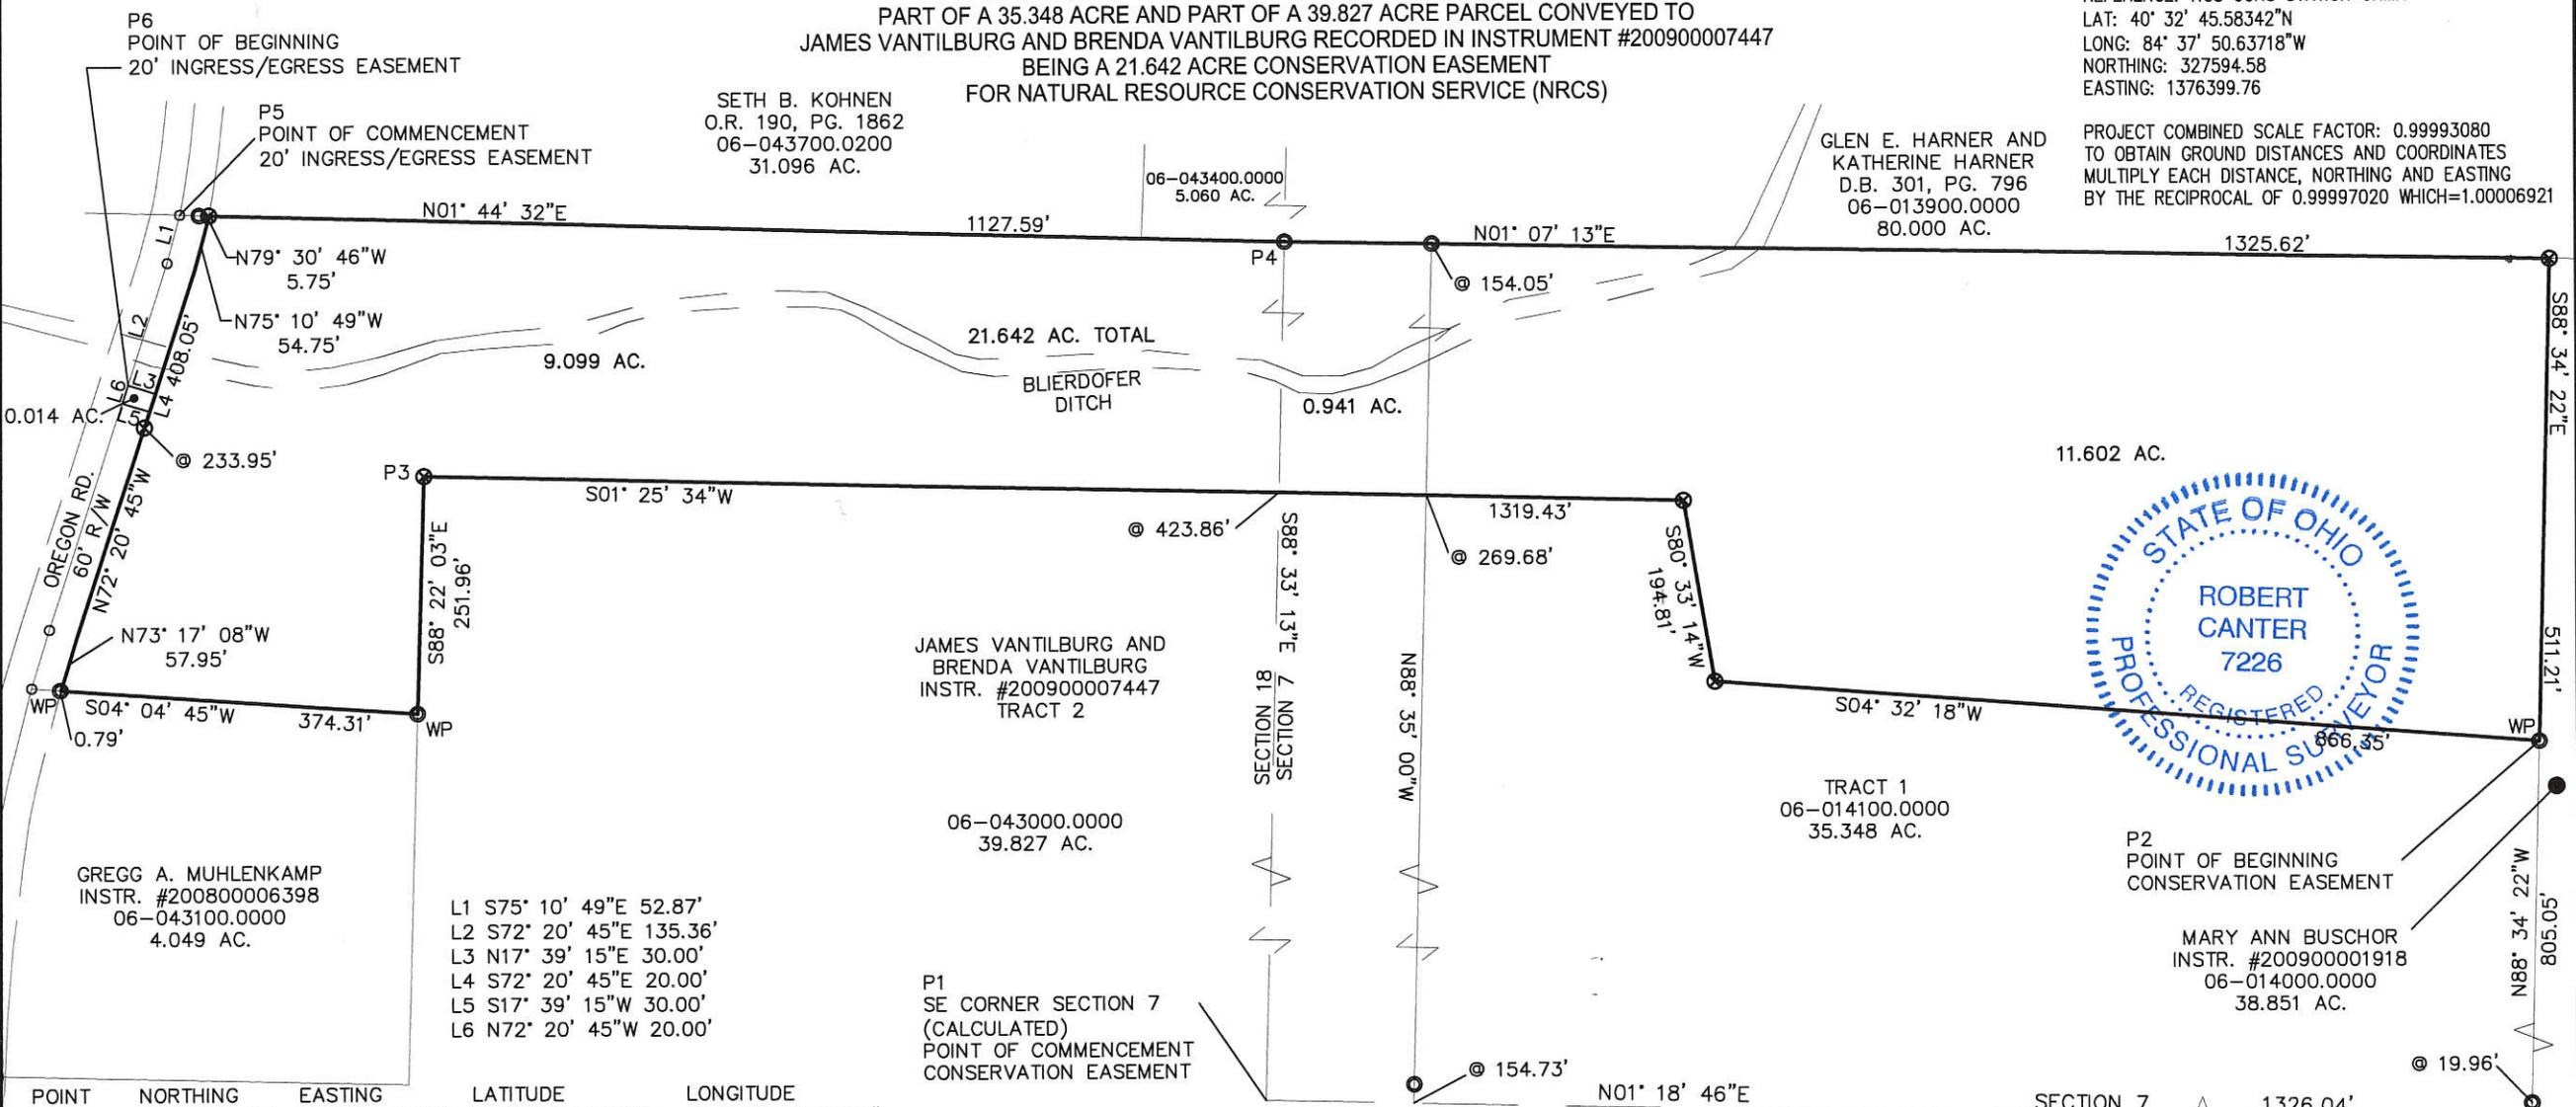 PART OF A 35.348 ACRE AND PART OF A 39.827 ACRE PARCEL CONVEYED TO
JAMES VANTILBURG AND BRENDA VANTILBURG RECORDED IN INSTRUMENT #200900007447
BEING A 21.642 ACRE CONSERVATION EASEMENT
FOR NATURAL RESOURCE CONSERVATION SERVICE (NRCS)
LAT: 40° 32' 45.58342"N
LONG: 84° 37' 50.63718"W
NORTHING: 327594.58
EASTING: 1376399.76
PROJECT COMBINED SCALE FACTOR: 0.99993080
TO OBTAIN GROUND DISTANCES AND COORDINATES
MULTIPLY EACH DISTANCE, NORTHING AND EASTING
BY THE RECIPROCAL OF 0.99997020 WHICH=1.00006921
P6
POINT OF BEGINNING
20' INGRESS/EGRESS EASEMENT
P5
POINT OF COMMENCEMENT
20' INGRESS/EGRESS EASEMENT
SETH B. KOHNEN
O.R. 190, PG. 1862
06-043700.0200
31.096 AC.
06-043400.0000
5.060 AC.
GLEN E. HARNER AND
KATHERINE HARNER
D.B. 301, PG. 796
06-013900.0000
80.000 AC.
N01° 44' 32"E
1127.59'
P4
N01° 07' 13"E
1325.62'
@ 154.05'
L1
N79° 30' 46"W
5.75'
N75° 10' 49"W
54.75'
L2
408.05'
L3
L6
L4
L5
0.014 AC.
@ 233.95'
9.099 AC.
21.642 AC. TOTAL
BLIERDOFER
DITCH
0.941 AC.
11.602 AC.
S88° 34' 22"E
511.21'
OREGON RD.
60' R/W
N72° 20' 45"W
P3
S01° 25' 34"W
1319.43'
@ 423.86'
@ 269.68'
S88° 22' 03"E
251.96'
N73° 17' 08"W
57.95'
WP
S04° 04' 45"W
374.31'
WP
0.79'
S88° 33' 13"E
SECTION 18
SECTION 7
N88° 35' 00"W
S80° 33' 14"W
194.81'
S04° 32' 18"W
866.35'
WP
STATE OF OHIO
ROBERT
CANTER
7226
REGISTERED
PROFESSIONAL SURVEYOR
JAMES VANTILBURG AND
BRENDA VANTILBURG
INSTR. #200900007447
TRACT 2
06-043000.0000
39.827 AC.
TRACT 1
06-014100.0000
35.348 AC.
P2
POINT OF BEGINNING
CONSERVATION EASEMENT
MARY ANN BUSCHOR
INSTR. #200900001918
06-014000.0000
38.851 AC.
N88° 34' 22"W
805.05'
@ 19.96'
GREGG A. MUHLENKAMP
INSTR. #200800006398
06-043100.0000
4.049 AC.
L1 S75° 10' 49"E 52.87'
L2 S72° 20' 45"E 135.36'
L3 N17° 39' 15"E 30.00'
L4 S72° 20' 45"E 20.00'
L5 S17° 39' 15"W 30.00'
L6 N72° 20' 45"W 20.00'
P1
SE CORNER SECTION 7
(CALCULATED)
POINT OF COMMENCEMENT
CONSERVATION EASEMENT
@ 154.73'
N01° 18' 46"E
SECTION 7
1326.04'
POINT NORTHING EASTING LATITUDE LONGITUDE